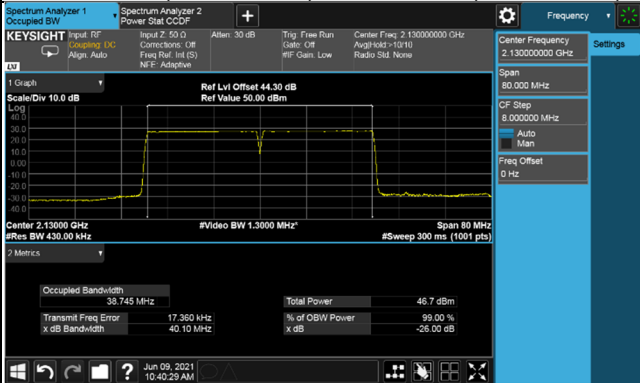 Spectrum Analyzer 1
Occupied BW
Spectrum Analyzer 2
Power Stat CCDF
Frequency
KEYSIGHT
Input: RF
Coupling: DC
Align: Auto
Input Z: 50 Ω
Corrections: Off
Freq Ref: Int (S)
NFE: Adaptive
Atten: 30 dB
Trig: Free Run
Gate: Off
#IF Gain: Low
Center Freq: 2.130000000 GHz
Avg|Hold:>10/10
Radio Std: None
LXI
Center Frequency
2.130000000 GHz
Settings
Span
80.000 MHz
CF Step
8.000000 MHz
Auto
Man
Freq Offset
0 Hz
1 Graph
Scale/Div 10.0 dB
Ref Lvl Offset 44.30 dB
Ref Value 50.00 dBm
Log
40.0
30.0
20.0
10.0
0.00
-10.0
-20.0
-30.0
-40.0
Center 2.13000 GHz
#Res BW 430.00 kHz
#Video BW 1.3000 MHz*
Span 80 MHz
#Sweep 300 ms (1001 pts)
2 Metrics
Occupied Bandwidth
38.745 MHz
Total Power
46.7 dBm
Transmit Freq Error
17.360 kHz
% of OBW Power
99.00 %
x dB Bandwidth
40.10 MHz
x dB
-26.00 dB
Jun 09, 2021
10:40:29 AM